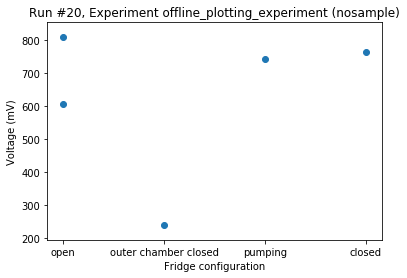 Run #20, Experiment offline_plotting_experiment (nosample)
800
700
600
500
400
300
200
Voltage (mV)
open outer chamber closed pumping closed
Fridge configuration